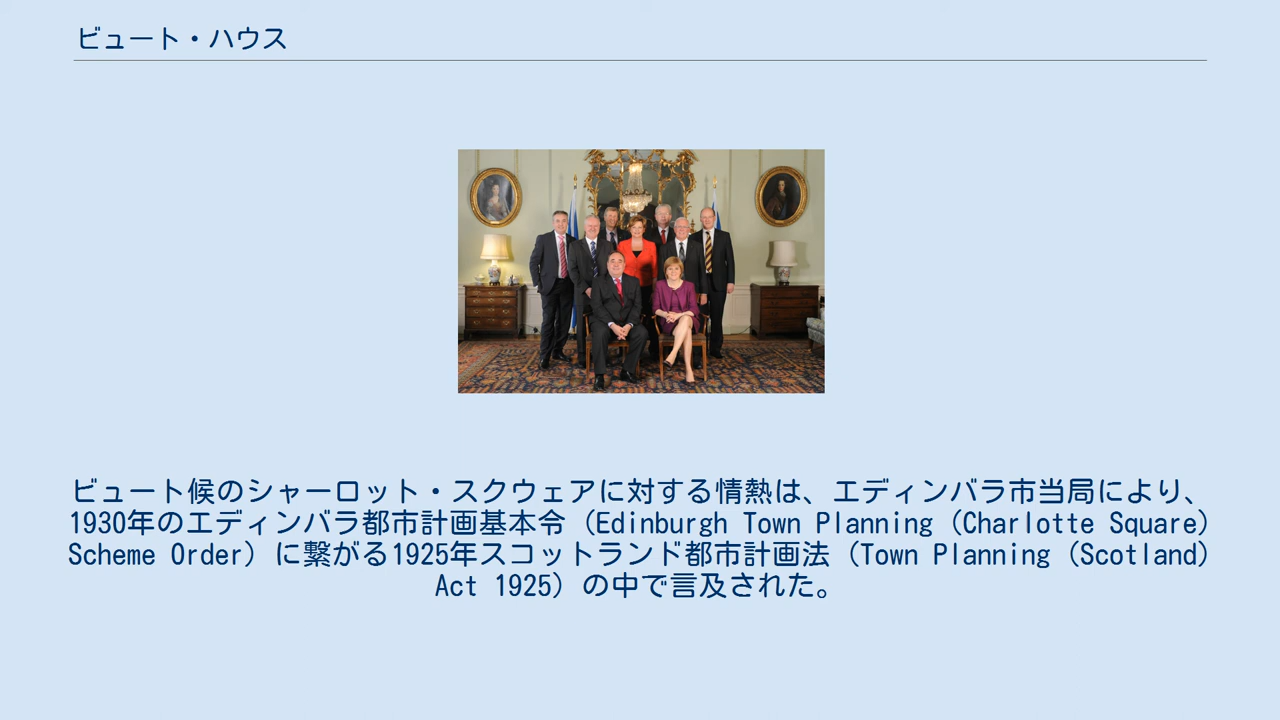 ビュート・ハウス
ビュート候のシャーロット・スクウェアに対する情熱は、エディンバラ市当局により、
1930年のエディンバラ都市計画基本令（Edinburgh Town Planning (Charlotte Square)
Scheme Order）に繋がる1925年スコットランド都市計画法（Town Planning (Scotland)
Act 1925）の中で言及された。